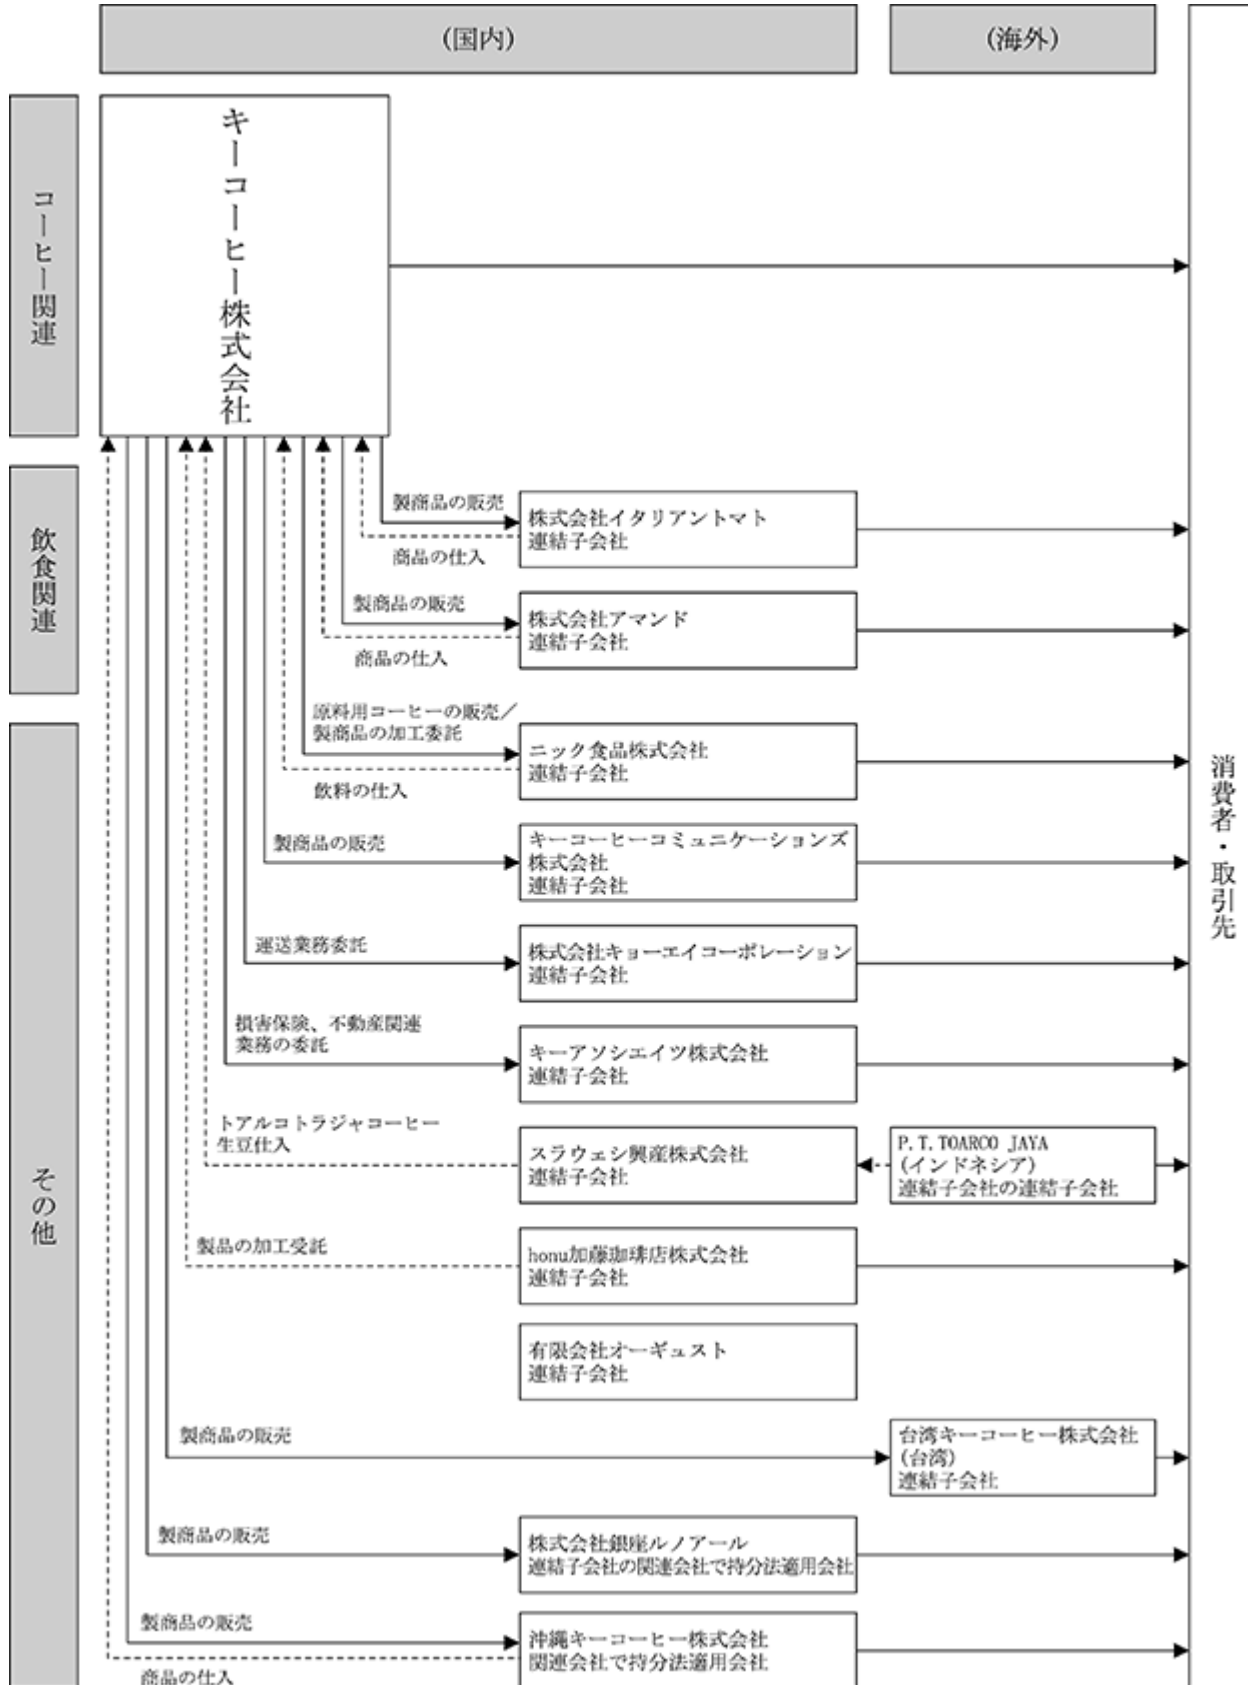 (国内)
(海外)
コーヒー関連
キーコーヒー株式会社
飲食関連
製商品の販売
株式会社イタリアントマト
連結子会社
商品の仕入
製商品の販売
株式会社アマンド
連結子会社
商品の仕入
その他
原料用コーヒーの販売／
製商品の加工委託
ニック食品株式会社
連結子会社
飲料の仕入
消費者・取引先
製商品の販売
キーコーヒーコミュニケーションズ
株式会社
連結子会社
運送業務委託
株式会社キョーエイコーポレーション
連結子会社
損害保険、不動産関連
業務の委託
キーアソシエイツ株式会社
連結子会社
トアルコトラジャコーヒー
生豆仕入
スラウェシ興産株式会社
連結子会社
P.T.TOARCO JAYA
(インドネシア)
連結子会社の連結子会社
製品の加工受託
honu加藤珈琲店株式会社
連結子会社
有限会社オーギュスト
連結子会社
製商品の販売
台湾キーコーヒー株式会社
(台湾)
連結子会社
製商品の販売
株式会社銀座ルノアール
連結子会社の関連会社で持分法適用会社
製商品の販売
沖縄キーコーヒー株式会社
関連会社で持分法適用会社
商品の仕入